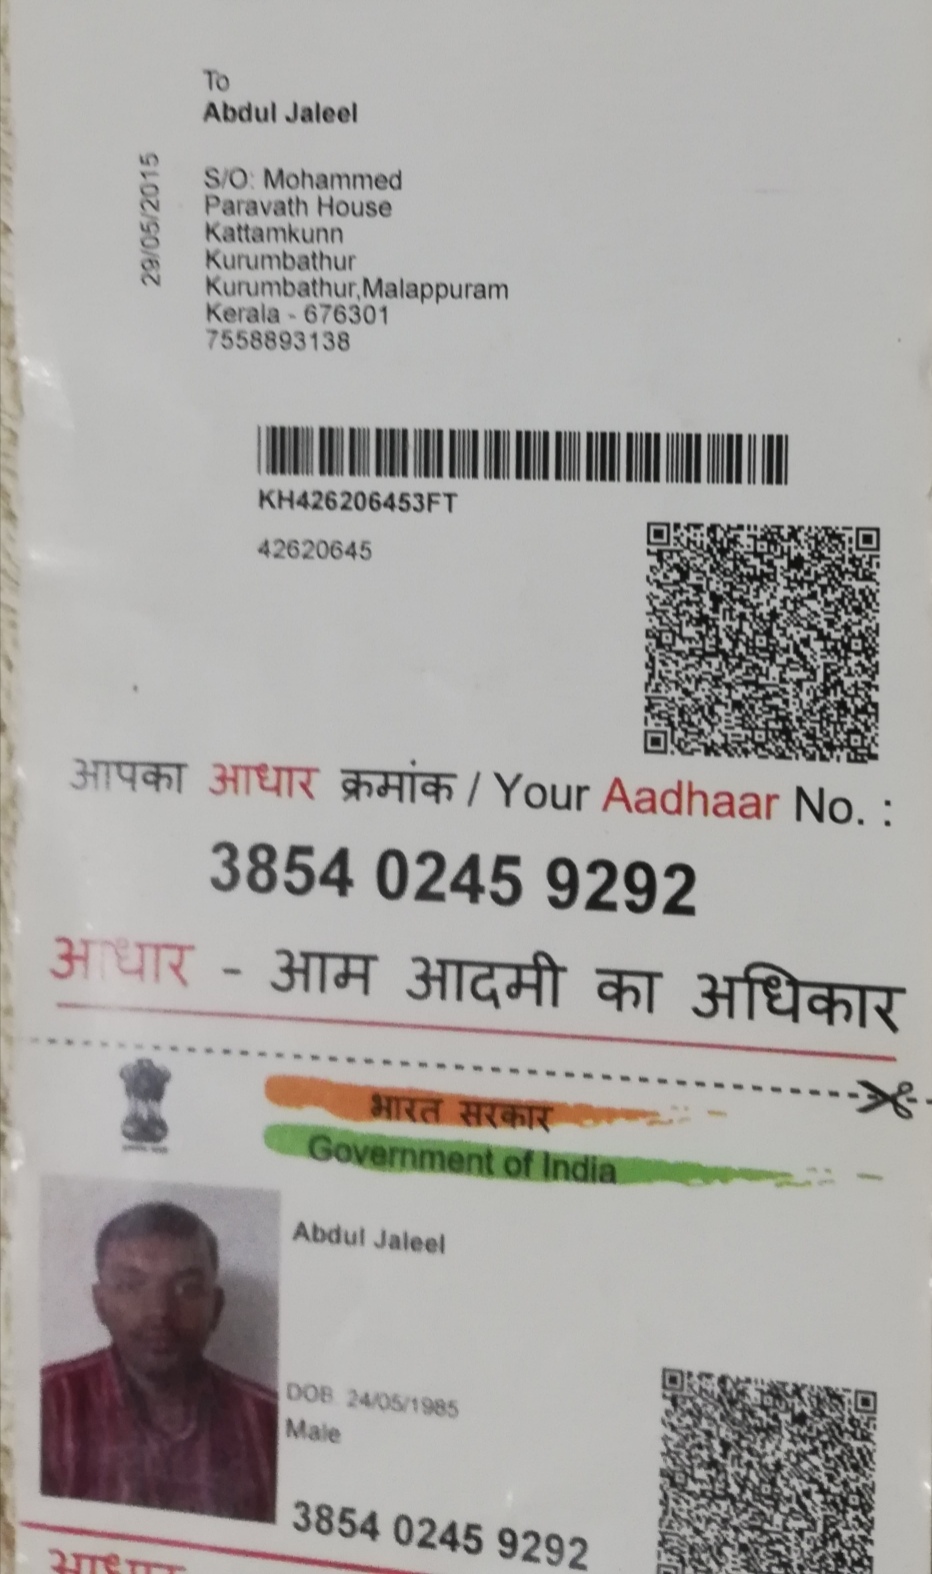 To
Abdul Jaleel
29/05/2015
S/O: Mohammed
Paravath House
Kattamkunn
Kurumbathur
Kurumbathur,Malappuram
Kerala - 676301
7558893138
KH426206453FT
42620645
आपका आधार क्रमांक / Your Aadhaar No. :
3854 0245 9292
आधार - आम आदमी का अधिकार
भारत सरकार
Government of India
Abdul Jaleel
DOB 24/05/1985
Male
3854 0245 9292
आधार